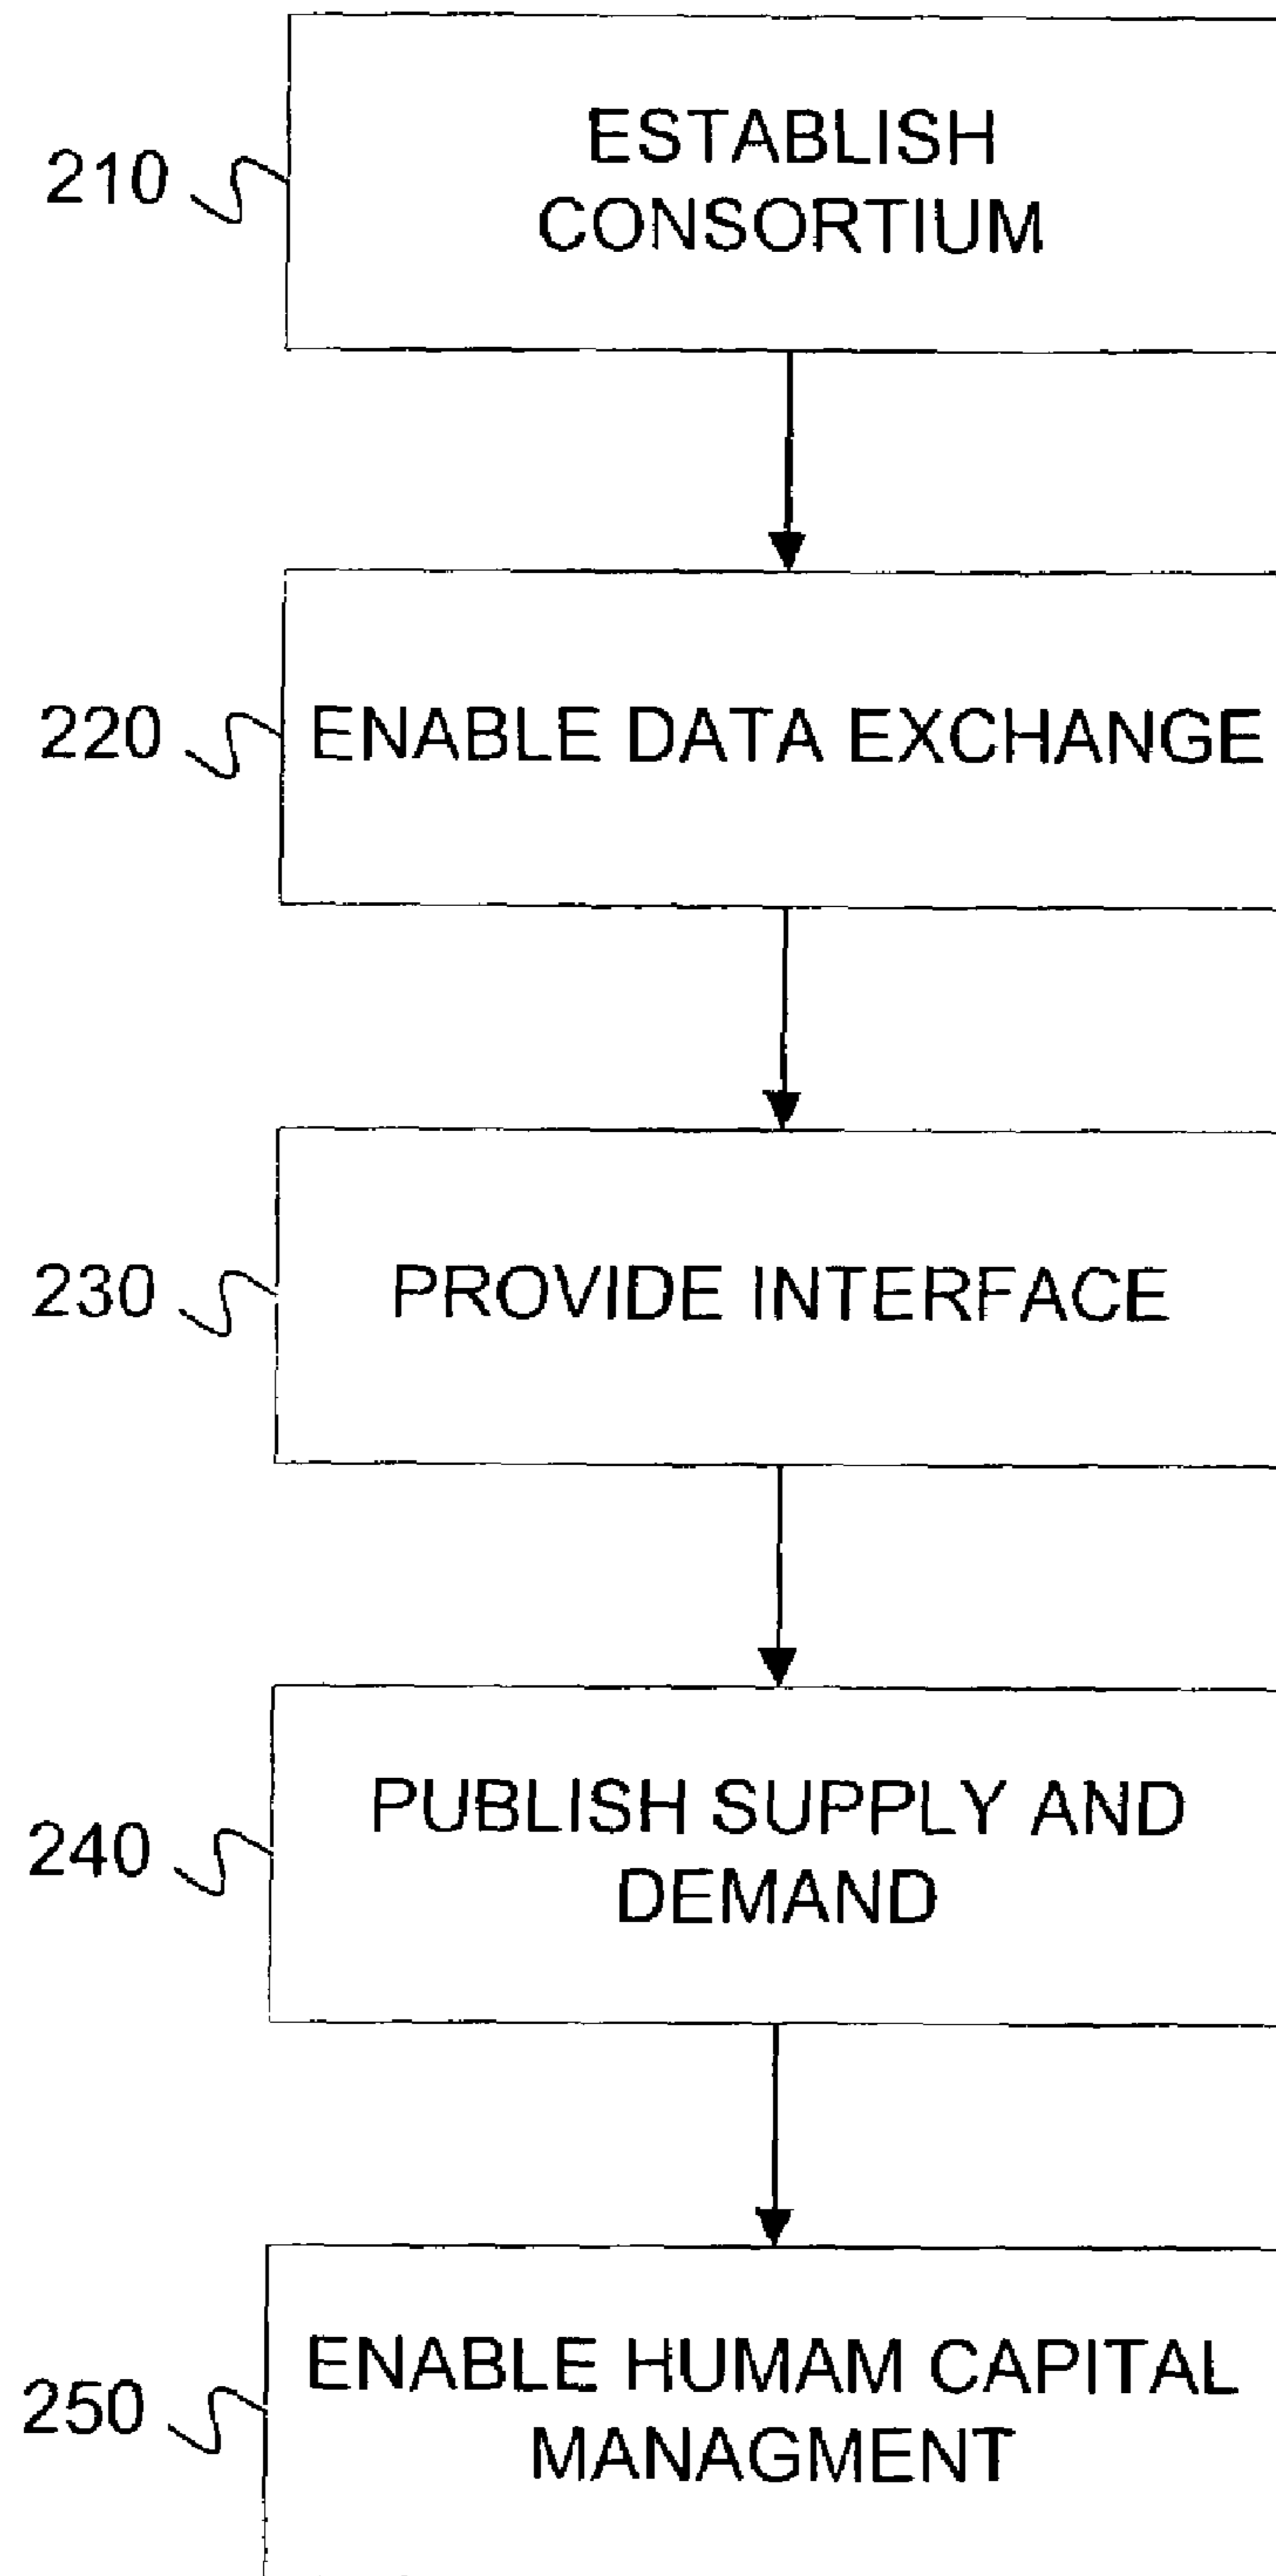 210
ESTABLISH
CONSORTIUM
220
ENABLE DATA EXCHANGE
230
PROVIDE INTERFACE
240
PUBLISH SUPPLY AND
DEMAND
250
ENABLE HUMAM CAPITAL
MANAGMENT